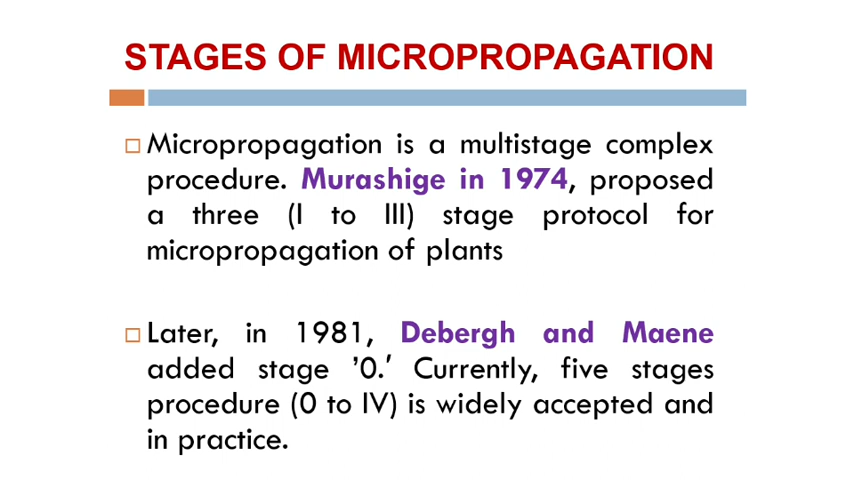 STAGES OF MICROPROPAGATION
Micropropagation is a multistage complex
procedure. Murashige in 1974, proposed
a three (I to III) stage protocol for
micropropagation of plants
Later, in 1981, Debergh and Maene
added stage ’0.′ Currently, five stages
procedure (0 to IV) is widely accepted and
in practice.